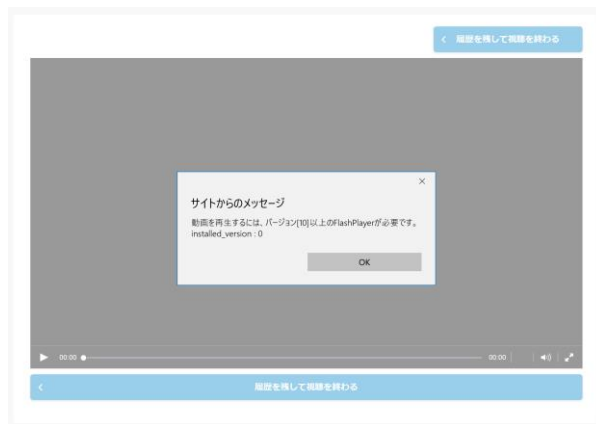 履歴を残して視聴を終わる
サイトからのメッセージ
動画を再生するには、バージョン[10]以上のFlashPlayerが必要です。
installed_version : 0
OK
00:00
00:00
履歴を残して視聴を終わる